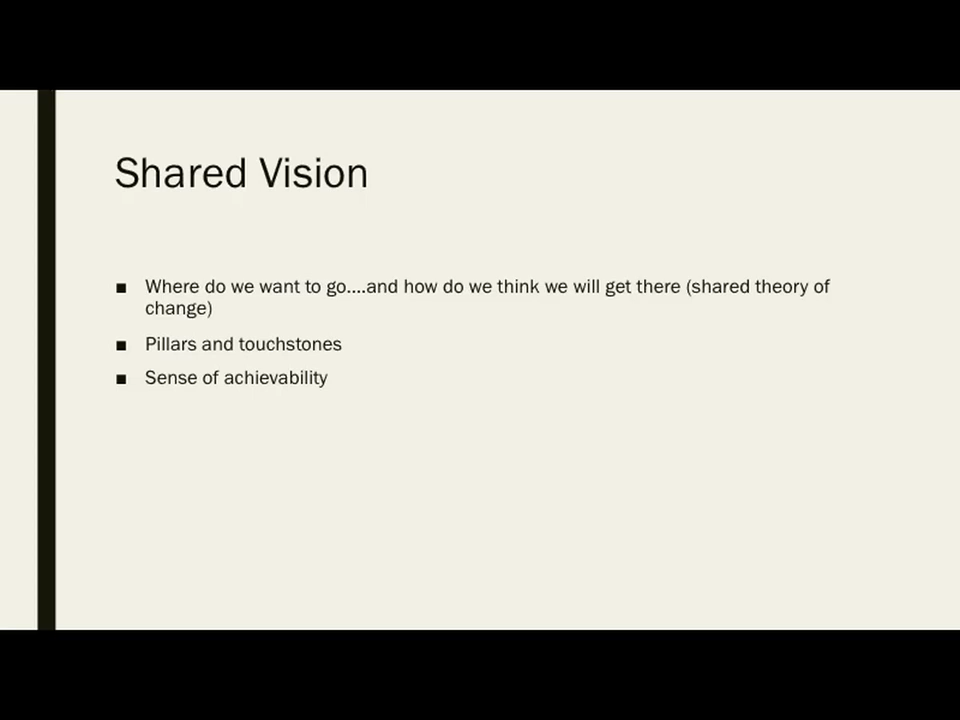 Shared Vision
■ Where do we want to go....and how do we think we will get there (shared theory of
change)
■ Pillars and touchstones
■ Sense of achievability